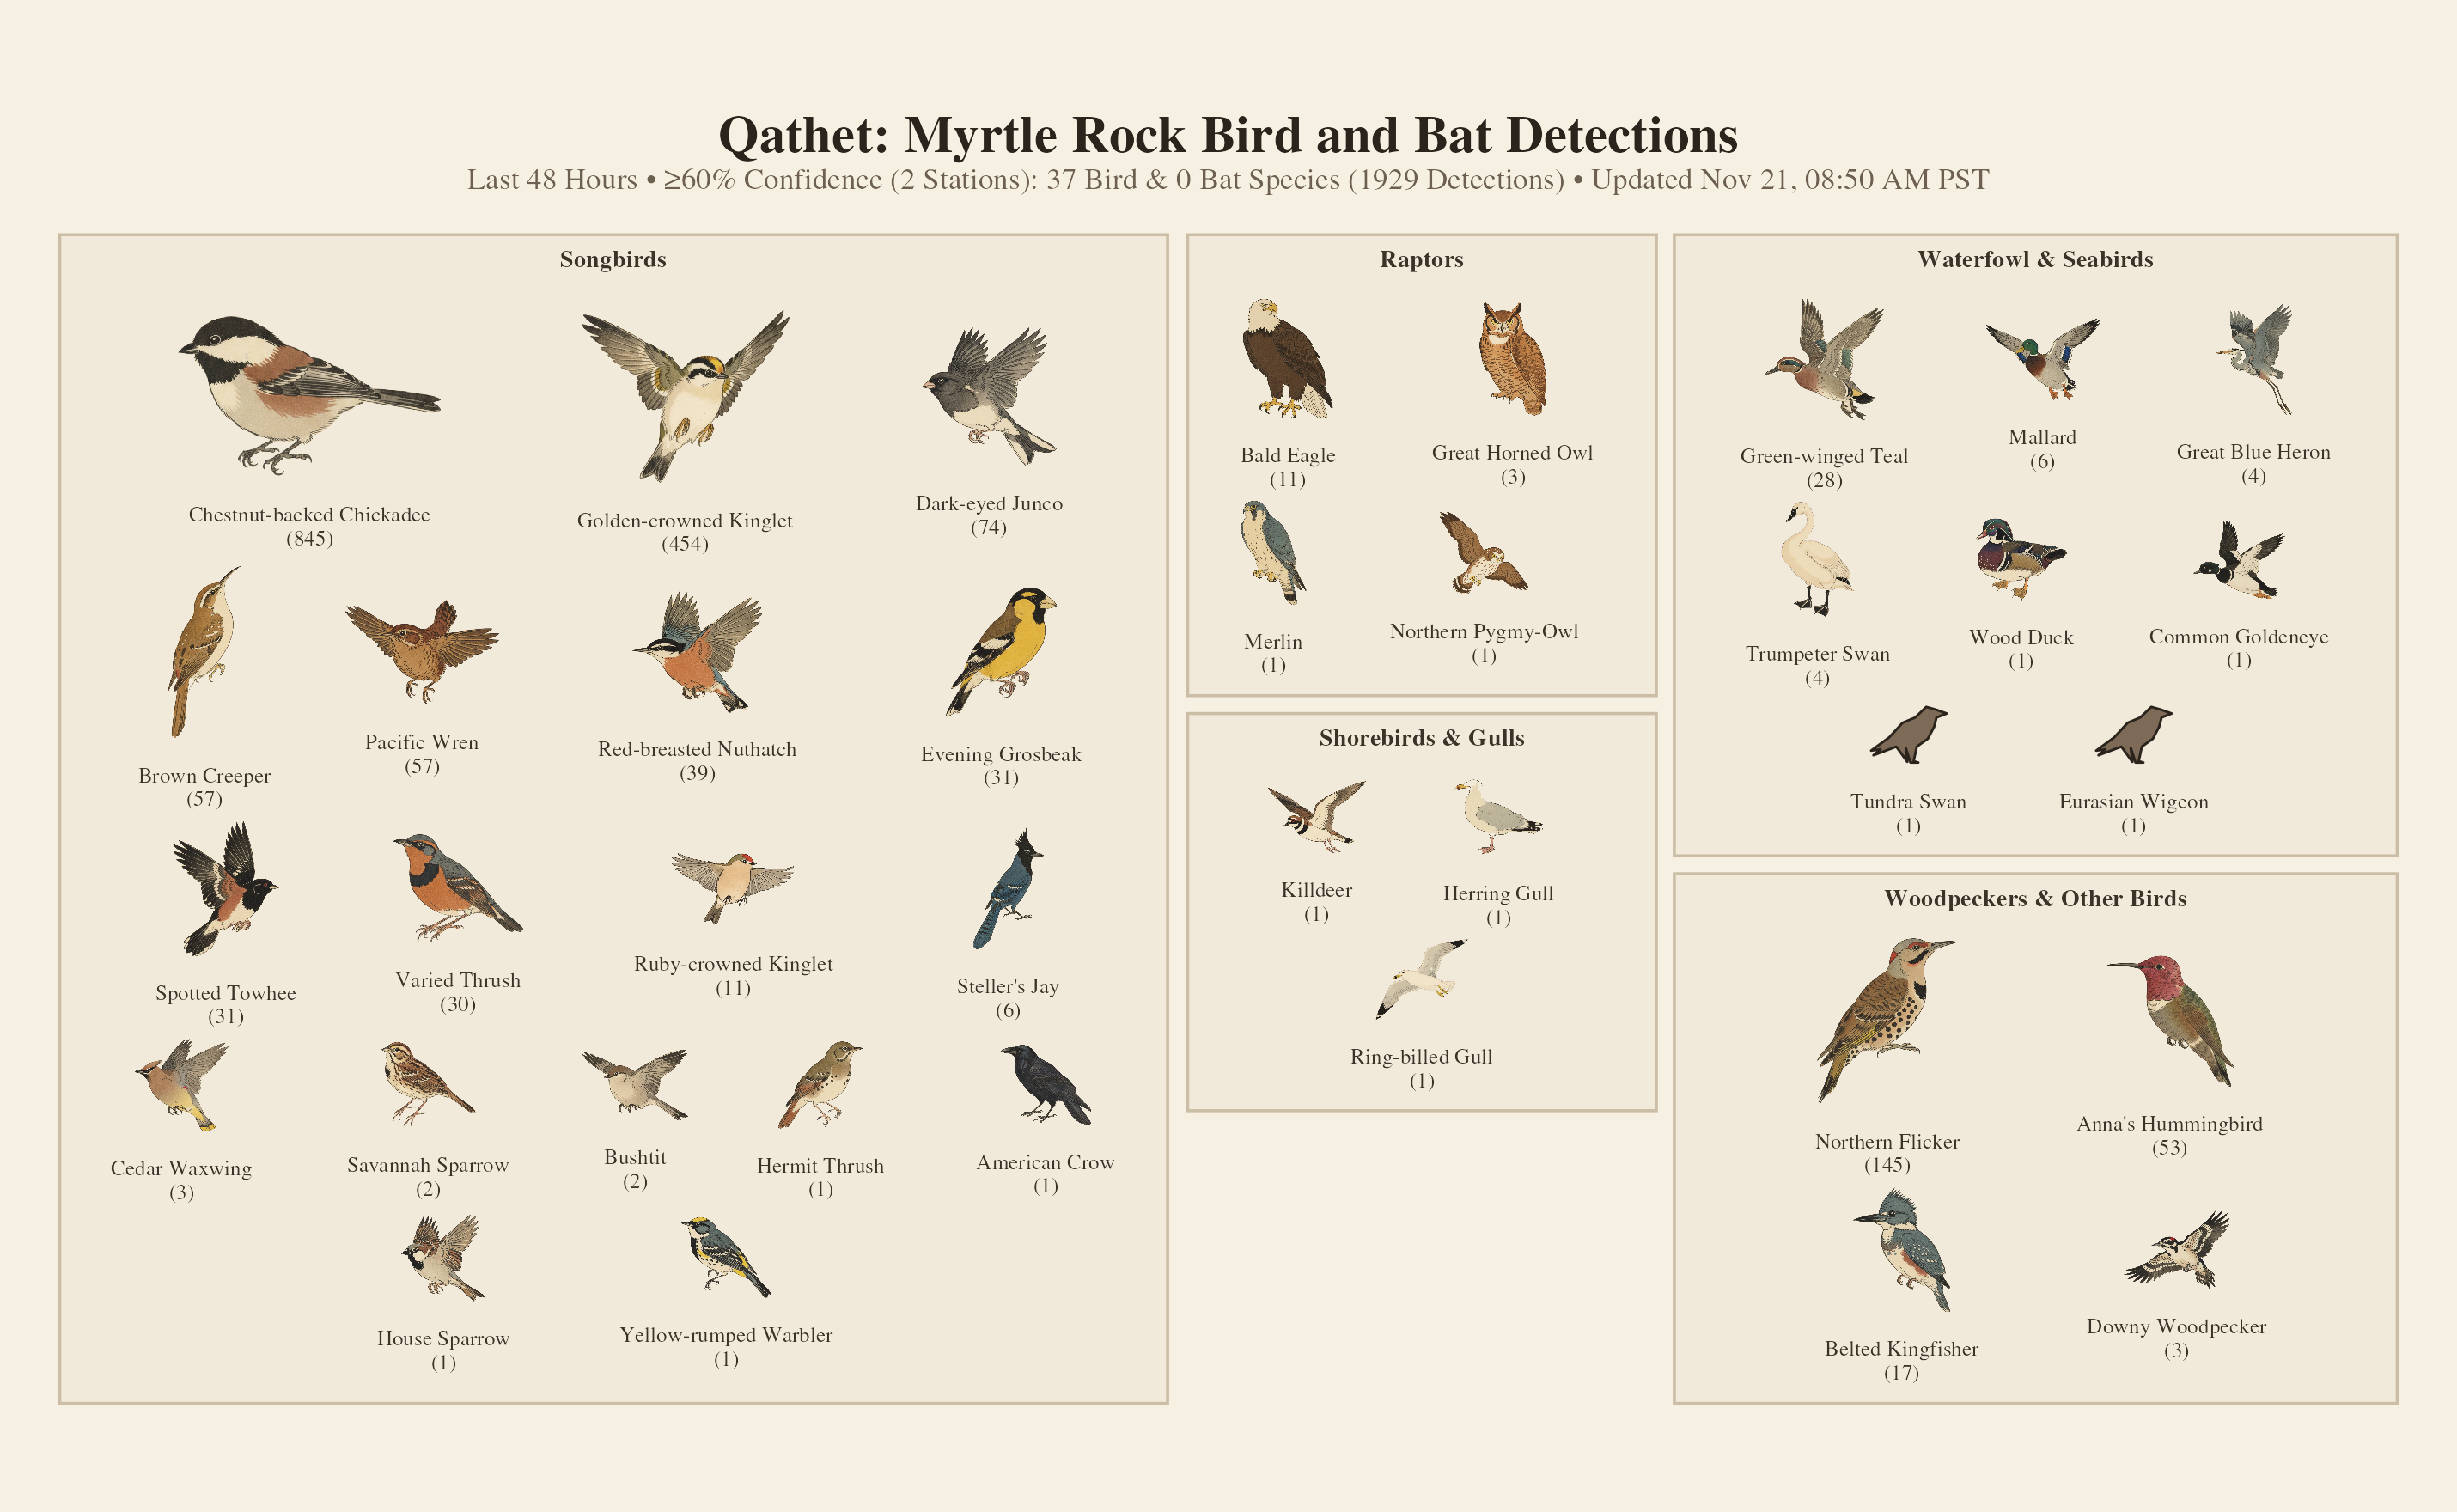 Qathet: Myrtle Rock Bird and Bat Detections
Last 48 Hours • ≥60% Confidence (2 Stations): 37 Bird & 0 Bat Species (1929 Detections) • Updated Nov 21, 08:50 AM PST
Songbirds
Chestnut-backed Chickadee
(845)
Golden-crowned Kinglet
(454)
Dark-eyed Junco
(74)
Brown Creeper
(57)
Pacific Wren
(57)
Red-breasted Nuthatch
(39)
Evening Grosbeak
(31)
Spotted Towhee
(31)
Varied Thrush
(30)
Ruby-crowned Kinglet
(11)
Steller's Jay
(6)
Cedar Waxwing
(3)
Savannah Sparrow
(2)
Bushtit
(2)
Hermit Thrush
(1)
American Crow
(1)
House Sparrow
(1)
Yellow-rumped Warbler
(1)
Raptors
Bald Eagle
(11)
Great Horned Owl
(3)
Merlin
(1)
Northern Pygmy-Owl
(1)
Shorebirds & Gulls
Killdeer
(1)
Herring Gull
(1)
Ring-billed Gull
(1)
Waterfowl & Seabirds
Green-winged Teal
(28)
Mallard
(6)
Great Blue Heron
(4)
Trumpeter Swan
(4)
Wood Duck
(1)
Common Goldeneye
(1)
Tundra Swan
(1)
Eurasian Wigeon
(1)
Woodpeckers & Other Birds
Northern Flicker
(145)
Anna's Hummingbird
(53)
Belted Kingfisher
(17)
Downy Woodpecker
(3)